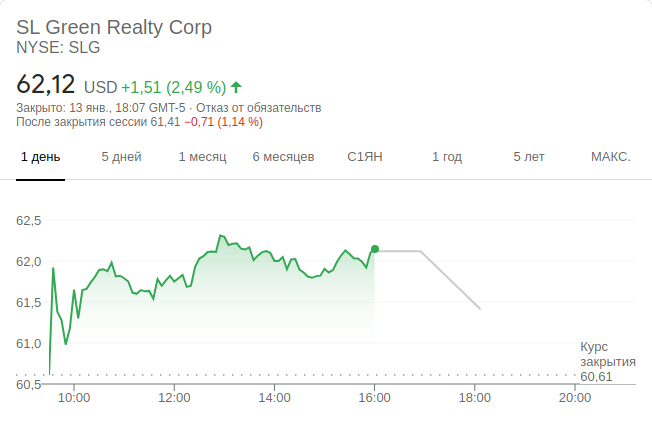 SL Green Realty Corp
NYSE: SLG
62,12 USD +1,51 (2,49 %)
Закрыто: 13 янв., 18:07 GMT-5 · Отказ от обязательств
После закрытия сессии 61,41 −0,71 (1,14 %)
1 день 5 дней 1 месяц 6 месяцев С1ЯН 1 год 5 лет МАКС.
62,5
62,0
61,5
61,0
Курс
закрытия
60,61
60,5
10:00 12:00 14:00 16:00 18:00 20:00